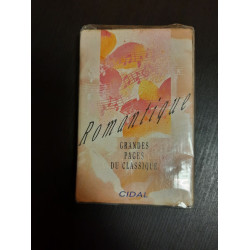 Romantique
GRANDES
PAGES
DU CLASSIQUE
CIDAL